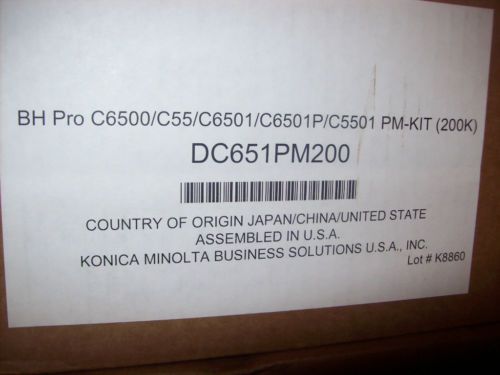 BH Pro C6500/C55/C6501/C6501P/C5501 PM-KIT (200K)
DC651PM200
COUNTRY OF ORIGIN JAPAN/CHINA/UNITED STATE
ASSEMBLED IN U.S.A.
KONICA MINOLTA BUSINESS SOLUTIONS U.S.A., INC.
Lot # K8860